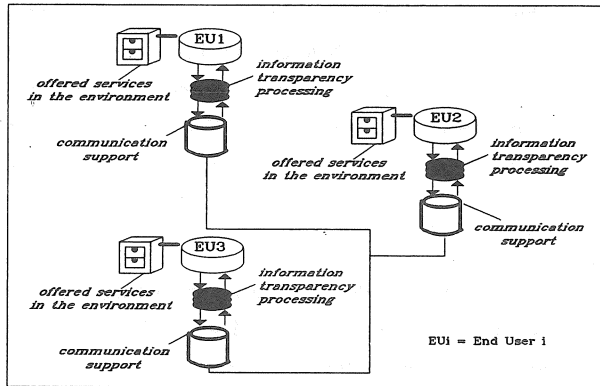 EU1
information
transparency
processing
offered services
in the environment
communication
support
EU2
information
transparency
processing
offered services
in the environment
communication
support
EU3
information
transparency
processing
offered services
in the environment
communication
support
EUi = End User i